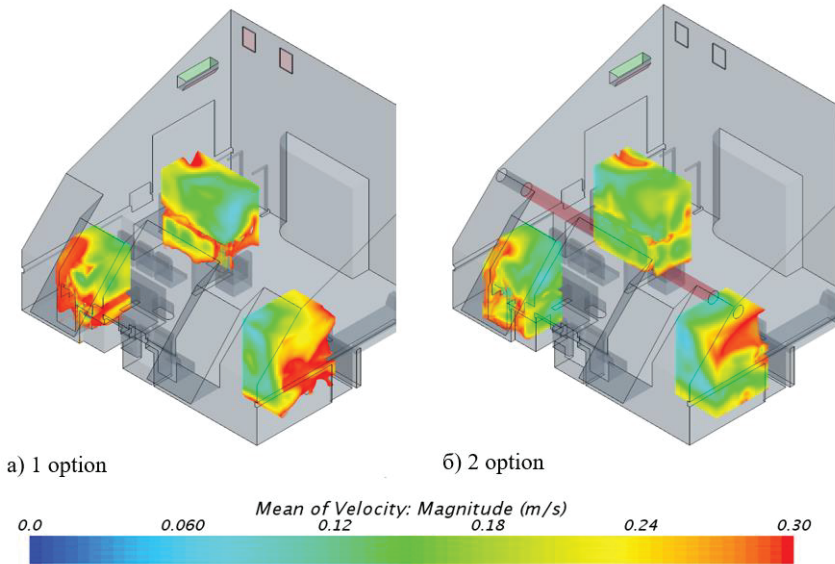 а) 1 option
б) 2 option
Mean of Velocity: Magnitude (m/s)
0.0 0.060 0.12 0.18 0.24 0.30